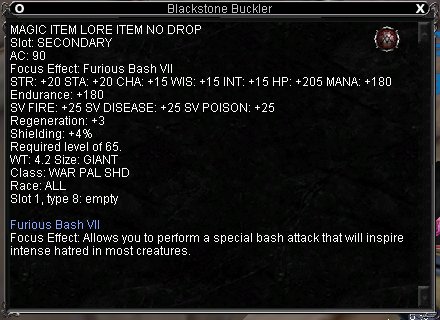 O Blackstone Buckler X
MAGIC ITEM LORE ITEM NO DROP
Slot: SECONDARY
AC: 90
Focus Effect: Furious Bash VII
STR: +20 STA: +20 CHA: +15 WIS: +15 INT: +15 HP: +205 MANA: +180
Endurance: +180
SV FIRE: +25 SV DISEASE: +25 SV POISON: +25
Regeneration: +3
Shielding: +4%
Required level of 65.
WT: 4.2 Size: GIANT
Class: WAR PAL SHD
Race: ALL
Slot 1, type 8: empty
Furious Bash VII
Focus Effect: Allows you to perform a special bash attack that will inspire
intense hatred in most creatures.